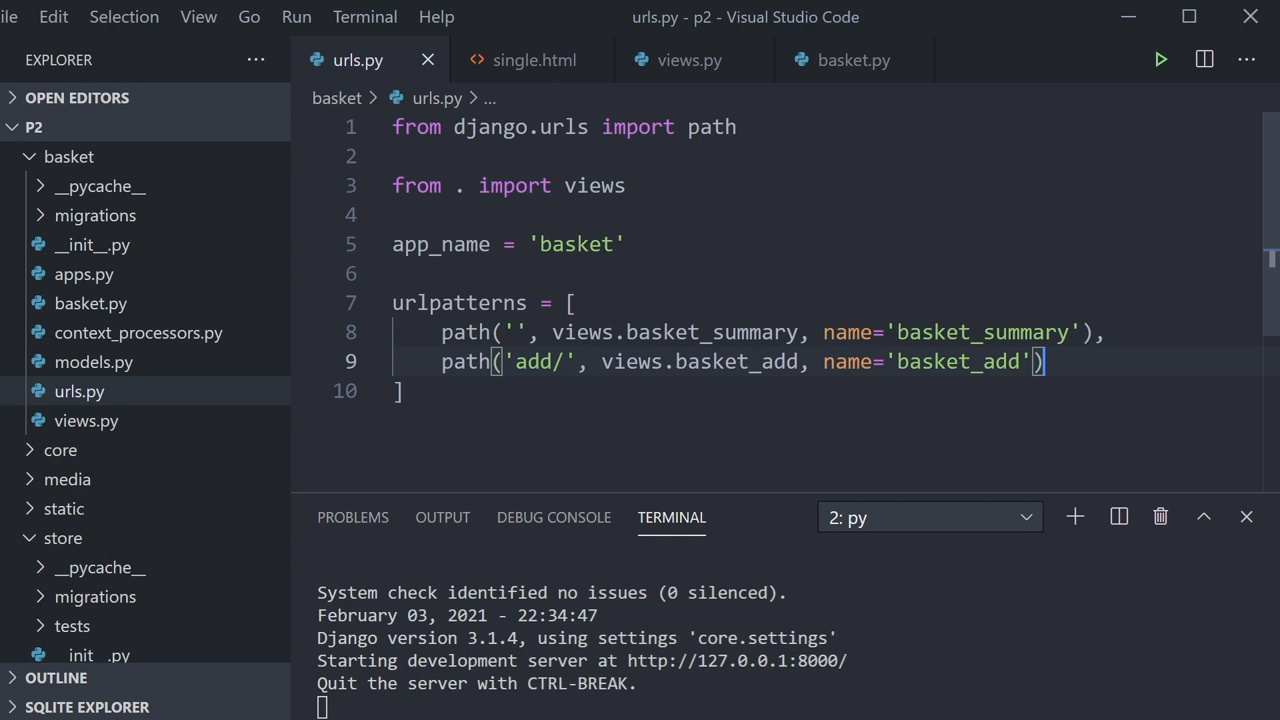 ile Edit Selection View Go Run Terminal Help urls.py - p2 - Visual Studio Code
EXPLORER
urls.py single.html views.py basket.py
OPEN EDITORS
P2
basket
__pycache__
migrations
__init__.py
apps.py
basket.py
context_processors.py
models.py
urls.py
views.py
core
media
static
store
__pycache__
migrations
tests
init .py
OUTLINE
SQLITE EXPLORER
basket > urls.py > ...
1 from django.urls import path
2
3 from . import views
4
5 app_name = 'basket'
6
7 urlpatterns = [
8 path('', views.basket_summary, name='basket_summary'),
9 path('add/', views.basket_add, name='basket_add')
10 ]
PROBLEMS OUTPUT DEBUG CONSOLE TERMINAL 2: py
System check identified no issues (0 silenced).
February 03, 2021 - 22:34:47
Django version 3.1.4, using settings 'core.settings'
Starting development server at http://127.0.0.1:8000/
Quit the server with CTRL-BREAK.